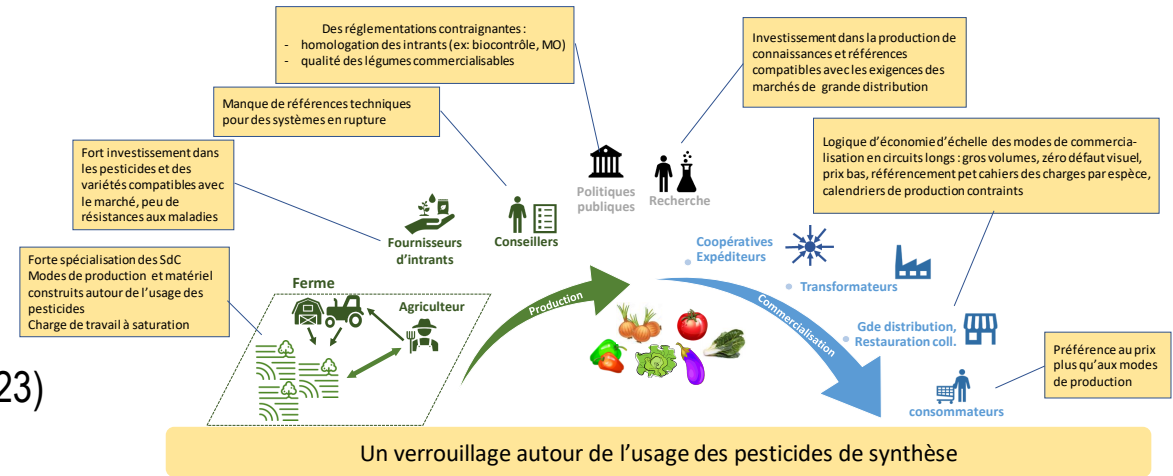 Des réglementations contraignantes :
- homologation des intrants (ex: biocontrôle, MO)
- qualité des légumes commercialisables
Investissement dans la production de
connaissances et références
compatibles avec les exigences des
marchés de grande distribution
Manque de références techniques
pour des systèmes en rupture
Fort investissement dans
les pesticides et des
variétés compatibles avec
le marché, peu de
résistances aux maladies
Logique d'économie d'échelle des modes de commercia-
lisation en circuits longs : gros volumes, zéro défaut visuel,
prix bas, référencement pet cahiers des charges par espèce,
calendriers de production contraints
Forte spécialisation des SdC
Modes de production et matériel
construits autour de l'usage des
pesticides
Charge de travail à saturation
Politiques
publiques
Recherche
Fournisseurs
d'intrants
Conseillers
Coopératives
Expéditeurs
Transformateurs
Ferme
Agriculteur
Production
Commercialisation
Gde distribution,
Restauration coll.
Préférence au prix
plus qu'aux modes
de production
consommateurs
23)
Un verrouillage autour de l'usage des pesticides de synthèse